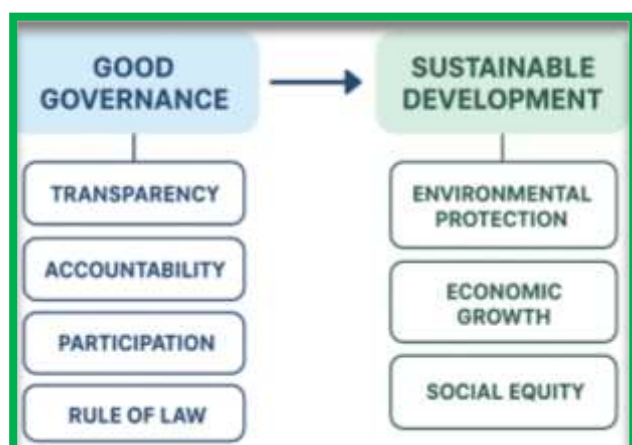 GOOD
GOVERNANCE
TRANSPARENCY
ACCOUNTABILITY
PARTICIPATION
RULE OF LAW
SUSTAINABLE
DEVELOPMENT
ENVIRONMENTAL
PROTECTION
ECONOMIC
GROWTH
SOCIAL EQUITY